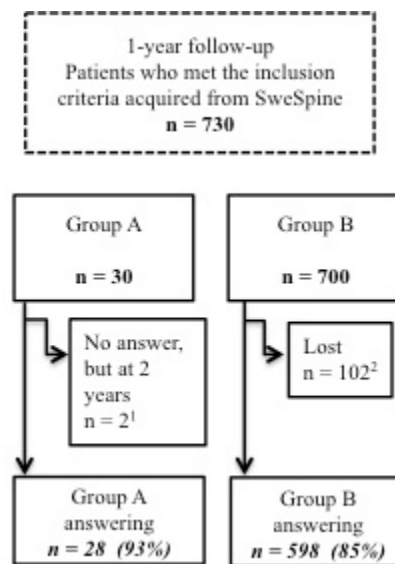 1-year follow-up
Patients who met the inclusion
criteria acquired from SweSpine
n = 730
Group A
n = 30
Group B
n = 700
No answer,
but at 2
years
n = 2¹
Lost
n = 102²
Group A
answering
n = 28 (93%)
Group B
answering
n = 598 (85%)